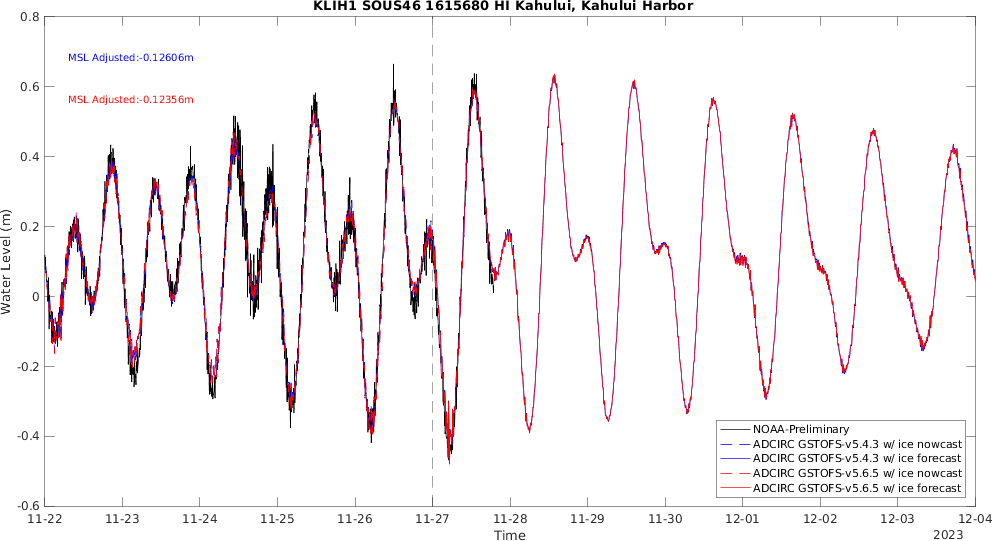 KLIH1 SOUS46 1615680 HI Kahului, Kahului Harbor
0.8
0.6
0.4
0.2
0
-0.2
-0.4
-0.6
Water Level (m)
MSL Adjusted:-0.12606m
MSL Adjusted:-0.12356m
NOAA-Preliminary
ADCIRC GSTOFS-v5.4.3 w/ ice nowcast
ADCIRC GSTOFS-v5.4.3 w/ ice forecast
ADCIRC GSTOFS-v5.6.5 w/ ice nowcast
ADCIRC GSTOFS-v5.6.5 w/ ice forecast
11-22 11-23 11-24 11-25 11-26 11-27 11-28 11-29 11-30 12-01 12-02 12-03 12-04
Time
2023